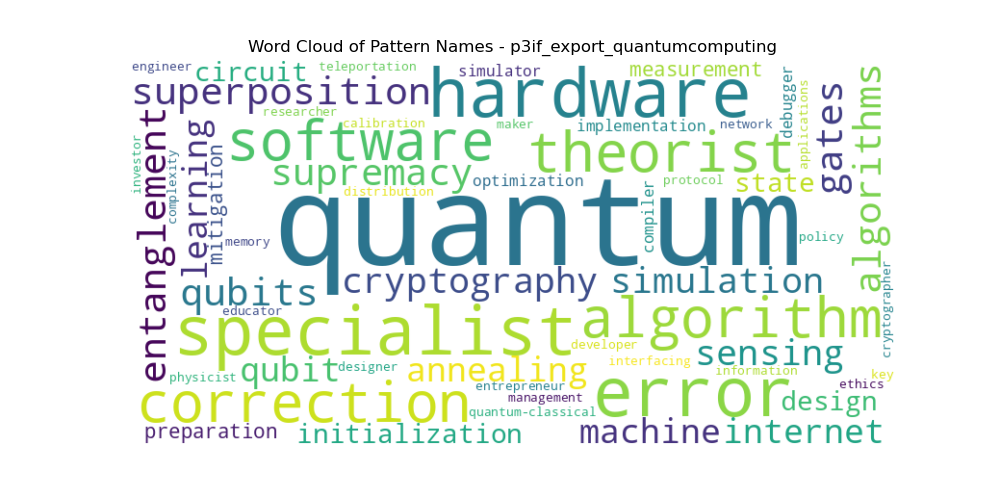 Word Cloud of Pattern Names - p3if_export_quantumcomputing
engineer
circuit
teleportation
simulator
measurement
superposition
hardware
debugger
applications
algorithms
gates
researcher
calibration
maker
implementation
network
software
theorist
investor
complexity
entanglement
learning
mitigation
supremacy
optimization
protocol
state
distribution
quantum
compiler
memory
policy
cryptography
simulation
qubits
cryptographer
educator
specialist
algorithm
developer
sensing
physicist
qubit
designer
annealing
interfacing
information
key
entrepreneur
ethics
correction
management
error
design
quantum-classical
preparation
initialization
machine
internet